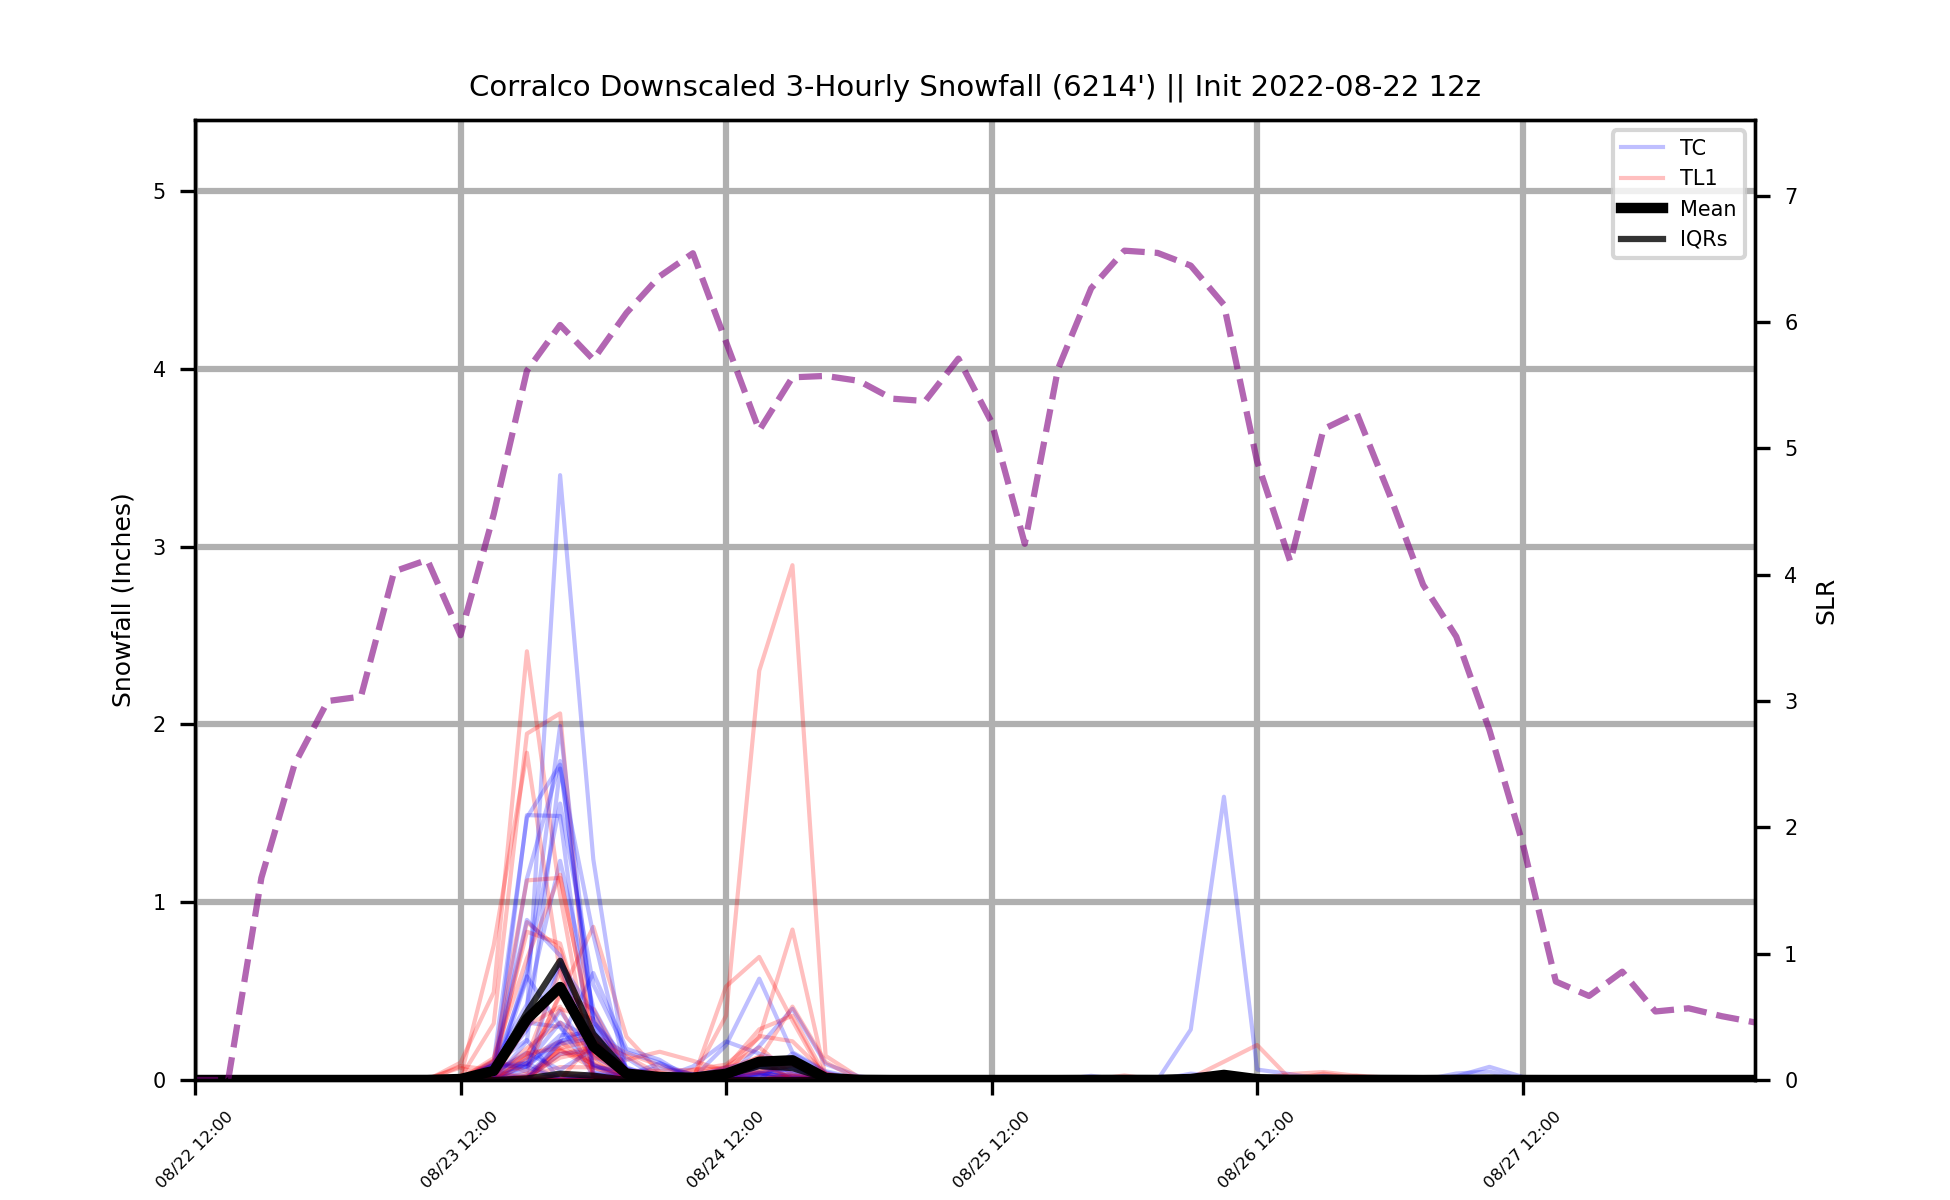 Corralco Downscaled 3-Hourly Snowfall (6214') || Init 2022-08-22 12z
TC
TL1
Mean
IQRs
Snowfall (Inches)
5
4
3
2
1
0
7
6
5
4
3
2
1
0
SLR
08/22 12:00
08/23 12:00
08/24 12:00
08/25 12:00
08/26 12:00
08/27 12:00